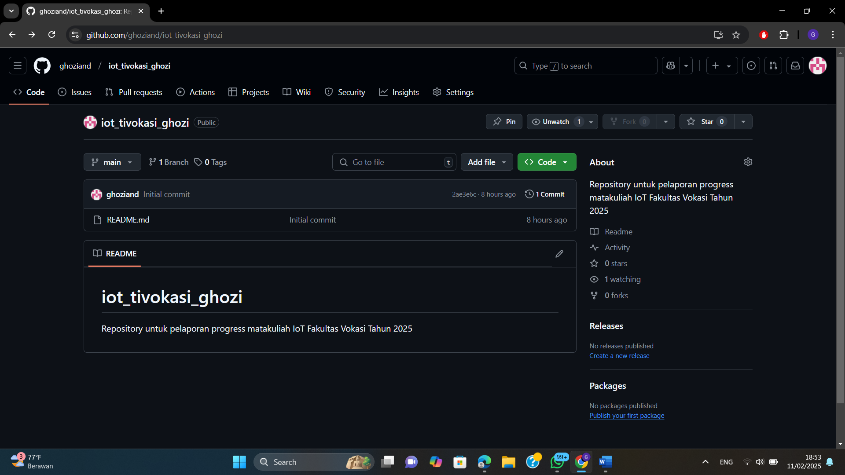 ghoziand/iot_tivokasi_ghozi: Re
github.com/ghoziand/iot-tivokasi_ghozi
G
ghoziand / iot_tivokasi_ghozi
Type / to search
Code Issues Pull requests Actions Projects Wiki Security Insights Settings
iot_tivokasi_ghozi Public
Pin Unwatch 1 Fork 0 Star 0
main 1 Branch 0 Tags Go to file t Add file Code
ghoziand Initial commit 2ae3ebc · 8 hours ago 1 Commit
README.md Initial commit 8 hours ago
README
iot_tivokasi_ghozi
Repository untuk pelaporan progress matakuliah IoT Fakultas Vokasi Tahun 2025
About
Repository untuk pelaporan progress
matakuliah IoT Fakultas Vokasi Tahun
2025
Readme
Activity
0 stars
1 watching
0 forks
Releases
No releases published
Create a new release
Packages
No packages published
Publish your first package
77°F
Berawan
Search
99+
ENG
18:53
11/02/2025